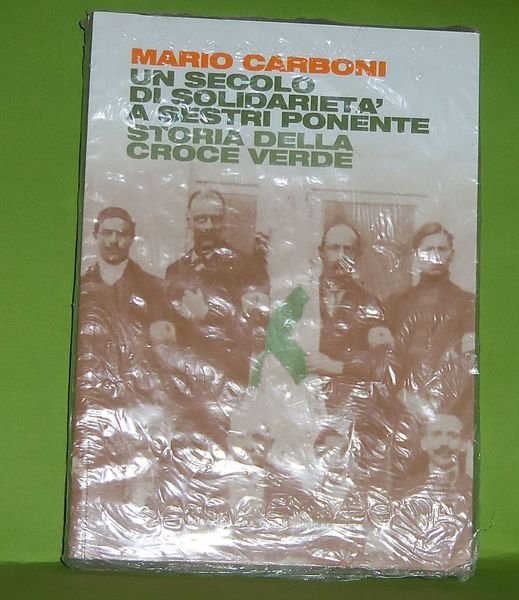 MARIO CARBONI
UN SECOLO
DI SOLIDARIETA'
A SESTRI PONENTE
STORIA DELLA
CROCE VERDE